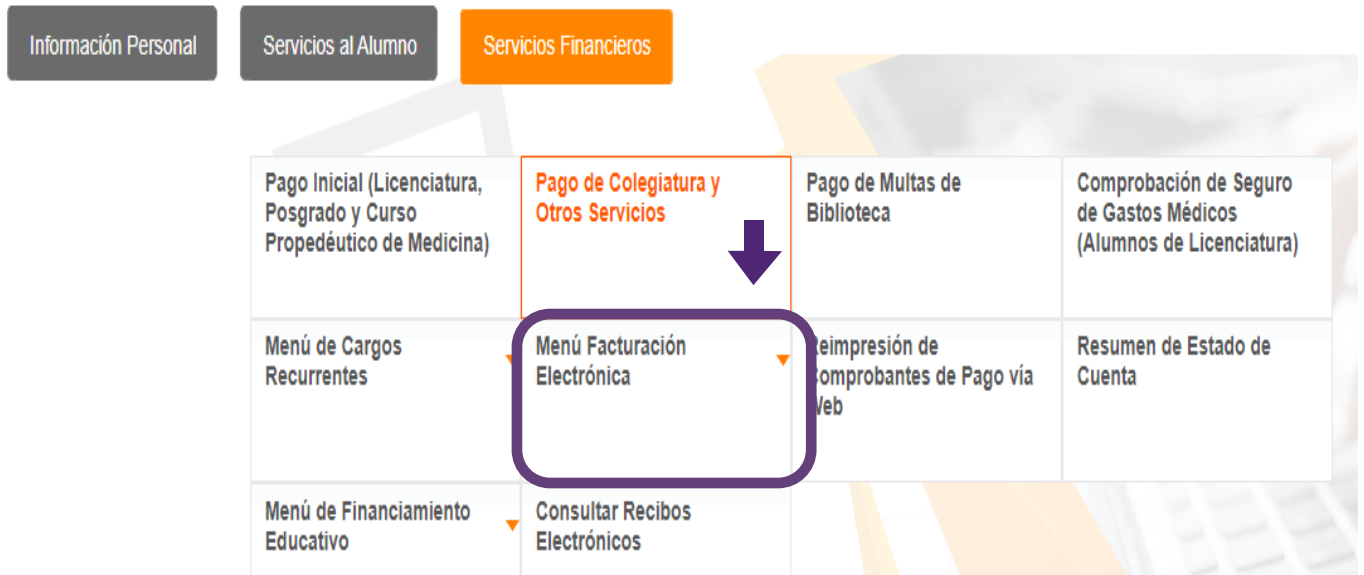 Información Personal
Servicios al Alumno
Servicios Financieros
Pago Inicial (Licenciatura,
Posgrado y Curso
Propedéutico de Medicina)
Pago de Colegiatura y
Otros Servicios
Pago de Multas de
Biblioteca
Comprobación de Seguro
de Gastos Médicos
(Alumnos de Licenciatura)
Menú de Cargos
Recurrentes
Menú Facturación
Electrónica
Reimpresión de
Comprobantes de Pago vía
Web
Resumen de Estado de
Cuenta
Menú de Financiamiento
Educativo
Consultar Recibos
Electrónicos